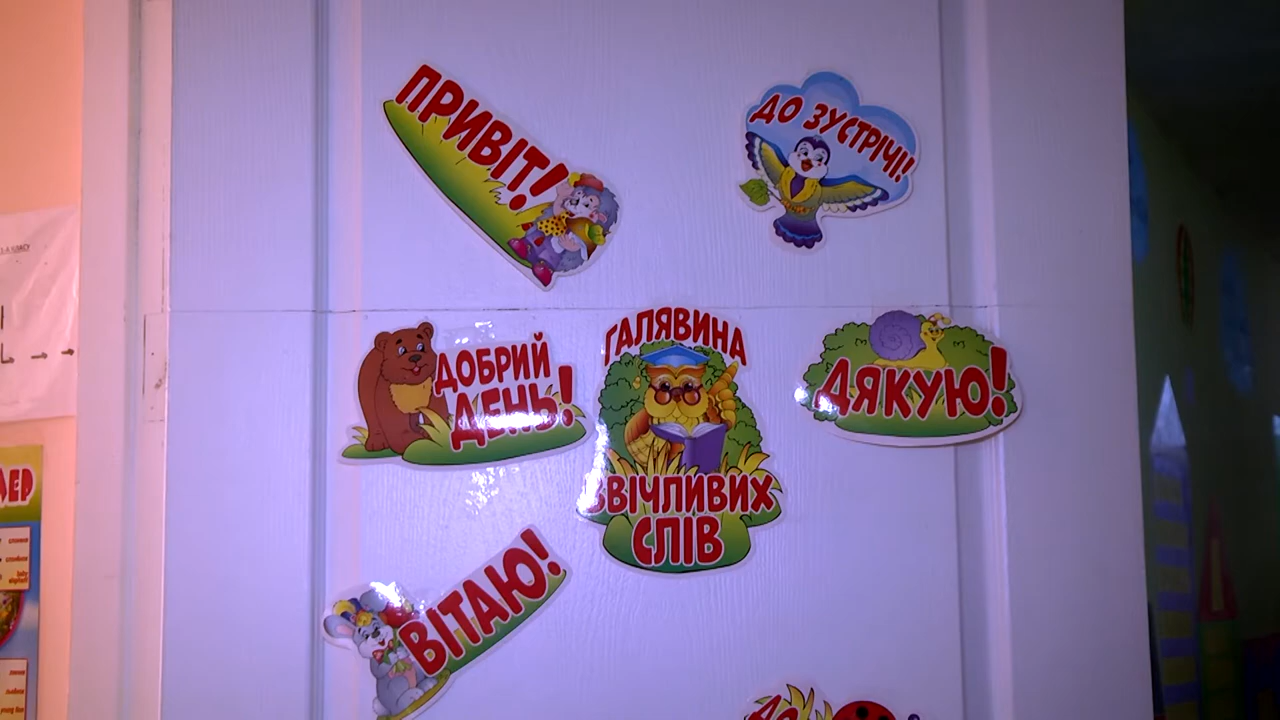 ПРИВІТ!
ДО ЗУСТРІЧІ!
ДОБРИЙ
ДЕНЬ!
ГАЛЯВИНА
ВВІЧЛИВИХ
СЛІВ
ДЯКУЮ!
ВІТАЮ!